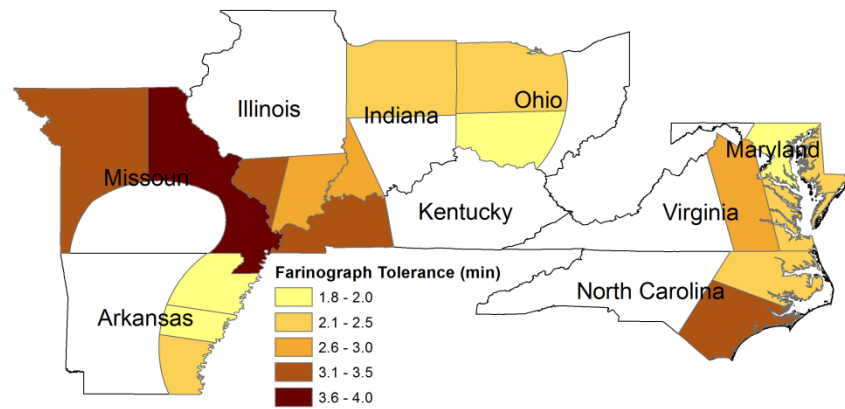 Illinois
Indiana
Ohio
Missouri
Maryland
Kentucky
Virginia
North Carolina
Arkansas
Farinograph Tolerance (min)
1.8 - 2.0
2.1 - 2.5
2.6 - 3.0
3.1 - 3.5
3.6 - 4.0